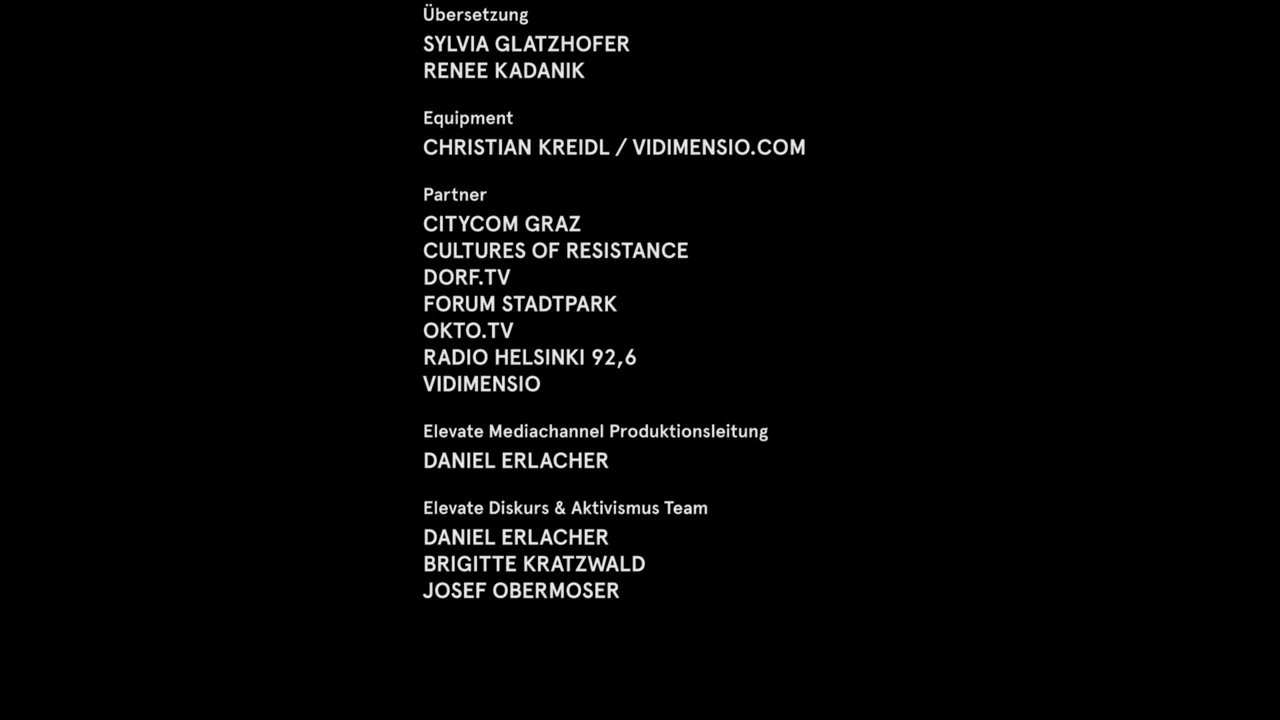 Übersetzung
SYLVIA GLATZHOFER
RENEE KADANIK
Equipment
CHRISTIAN KREIDL / VIDIMENSIO.COM
Partner
CITYCOM GRAZ
CULTURES OF RESISTANCE
DORF.TV
FORUM STADTPARK
OKTO.TV
RADIO HELSINKI 92,6
VIDIMENSIO
Elevate Mediachannel Produktionsleitung
DANIEL ERLACHER
Elevate Diskurs & Aktivismus Team
DANIEL ERLACHER
BRIGITTE KRATZWALD
JOSEF OBERMOSER